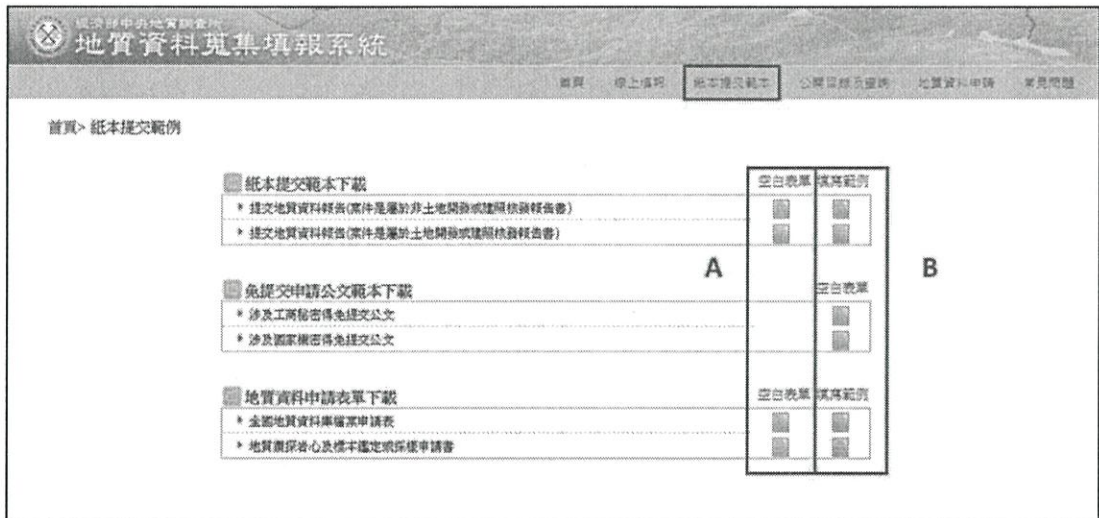 經濟部中央地質調查所
地質資料蒐集填報系統
首頁 線上填報 紙本提交範本 公開目錄及查詢 地質資料申請 常見問題
首頁> 紙本提交範例
紙本提交範本下載 空白表單 填寫範例
提交地質資料報告(案件是屬於非土地開發或建照核發報告書)
提交地質資料報告(案件是屬於土地開發或建照核發報告書)
A B
免提交申請公文範本下載 空白表單
涉及工商秘密得免提交公文
涉及國家機密得免提交公文
地質資料申請表單下載 空白表單 填寫範例
全國地質資料庫檔案申請表
地質鑽探岩心及標本鑑定或採樣申請書